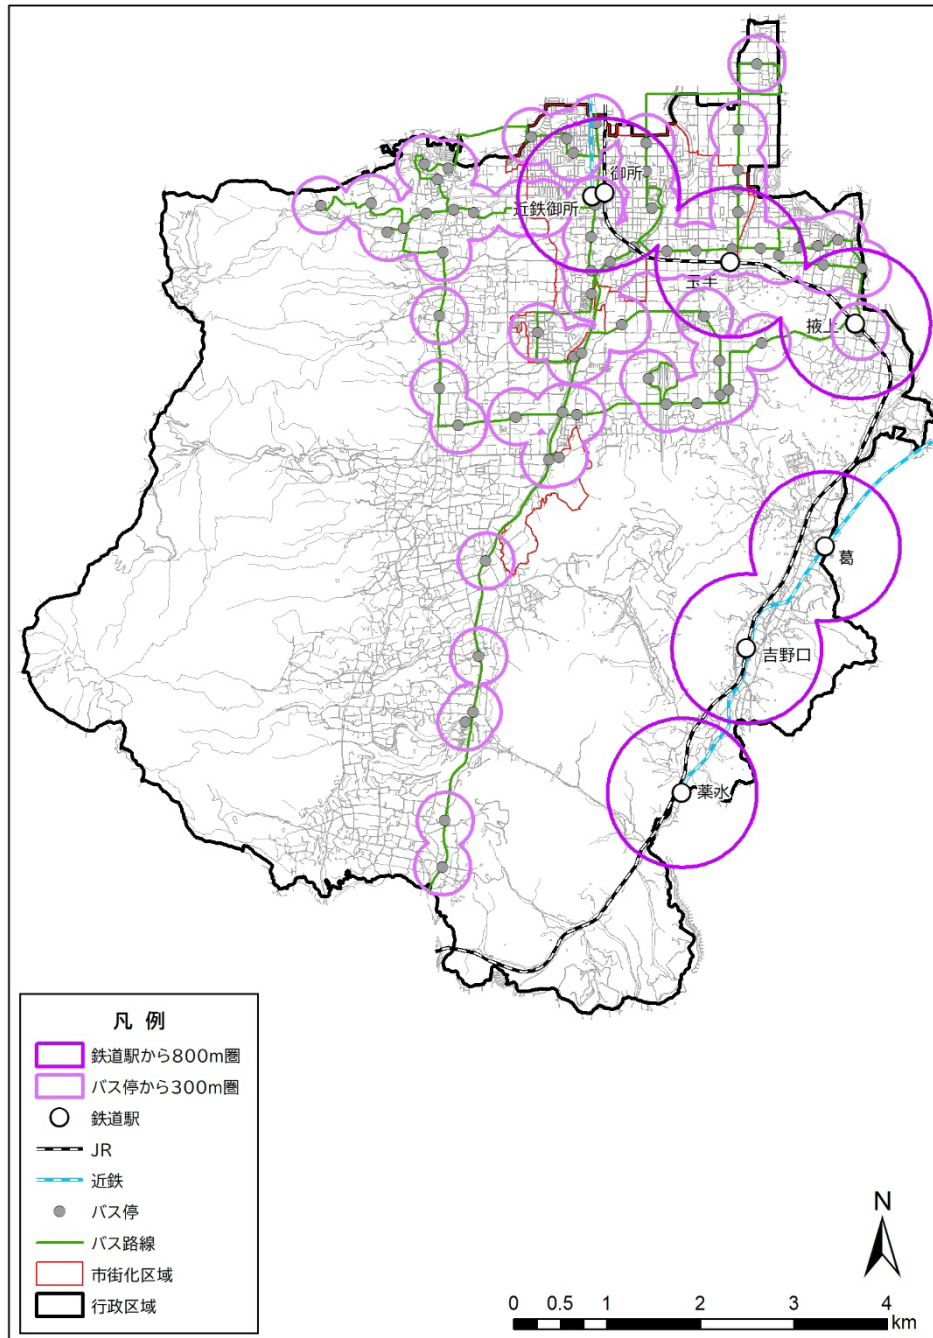 御所
近鉄御所
玉手
掖上
葛
吉野口
薬水
凡 例
鉄道駅から800m圏
バス停から300m圏
鉄道駅
JR
近鉄
バス停
バス路線
市街化区域
行政区域
N
0 0.5 1 2 3 4
km